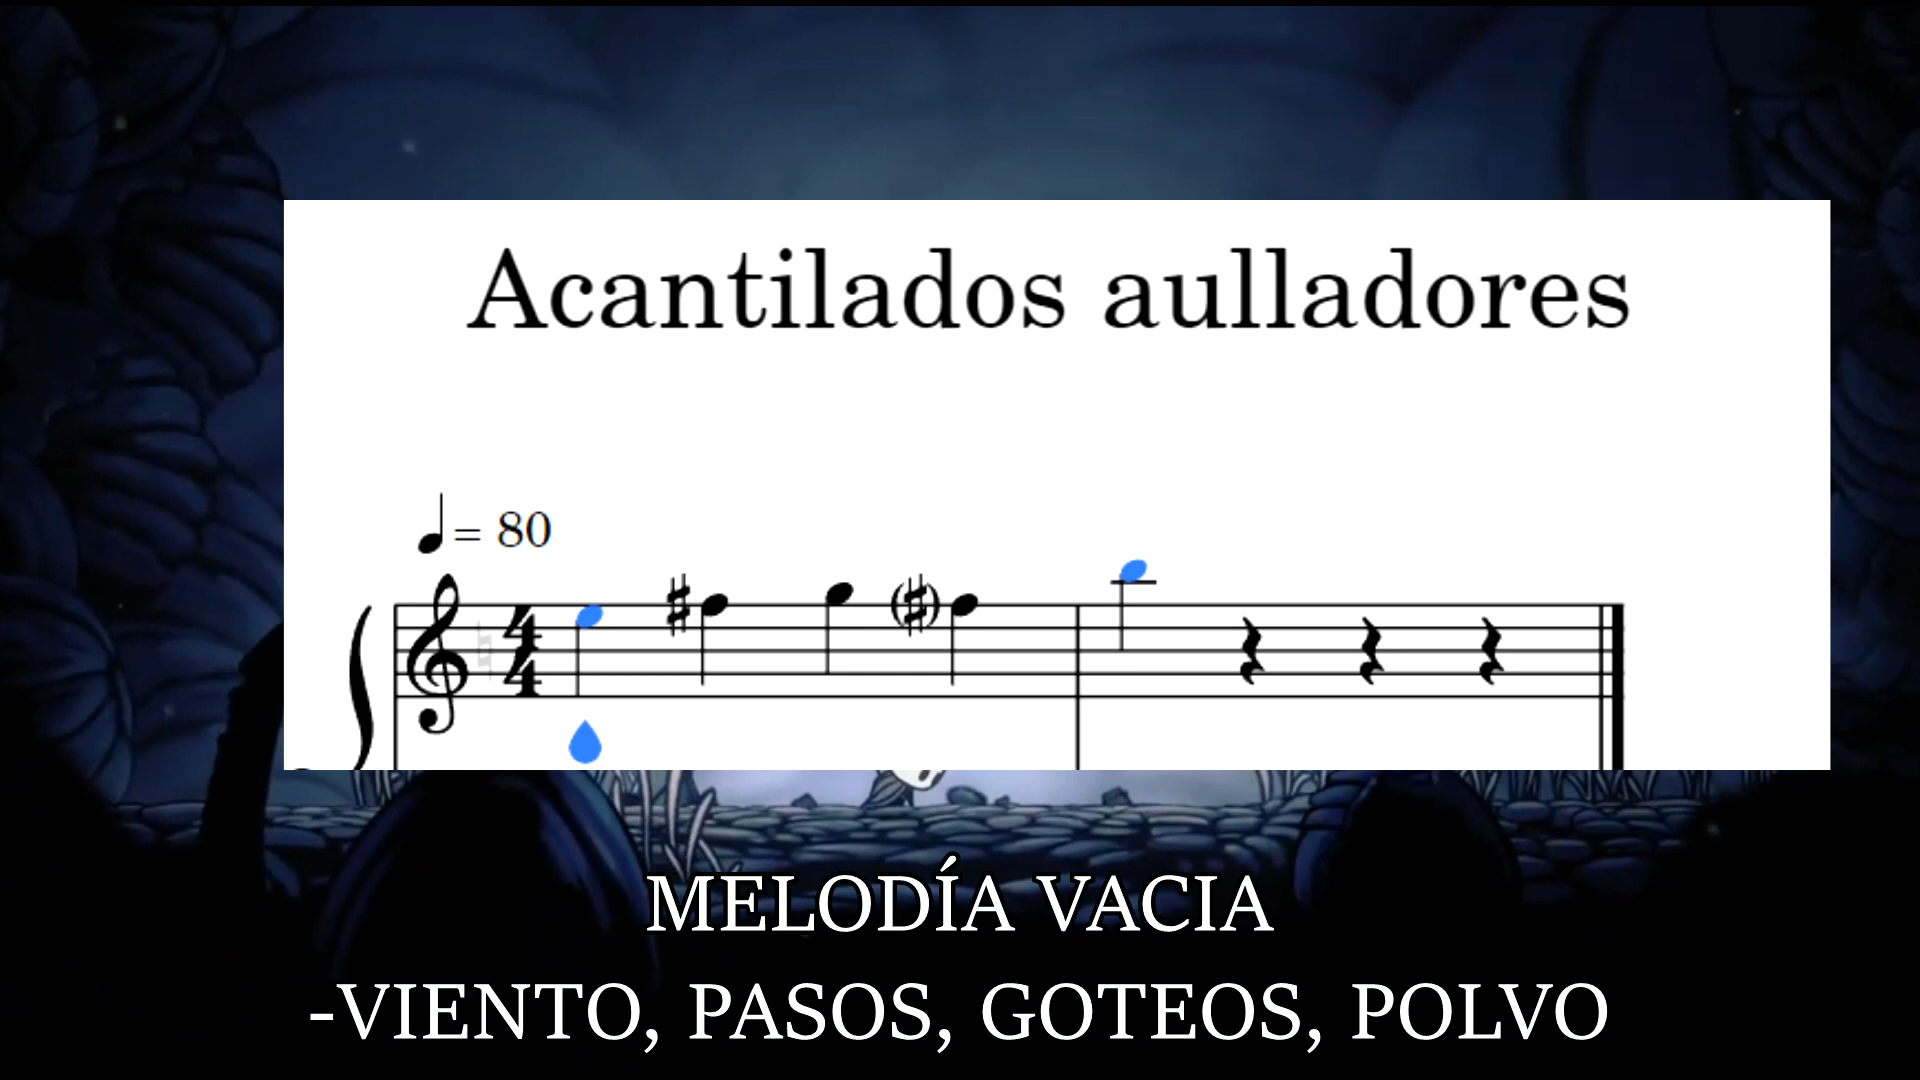 Acantilados aulladores
= 80
MELODÍA VACIA
-VIENTO, PASOS, GOTEOS, POLVO